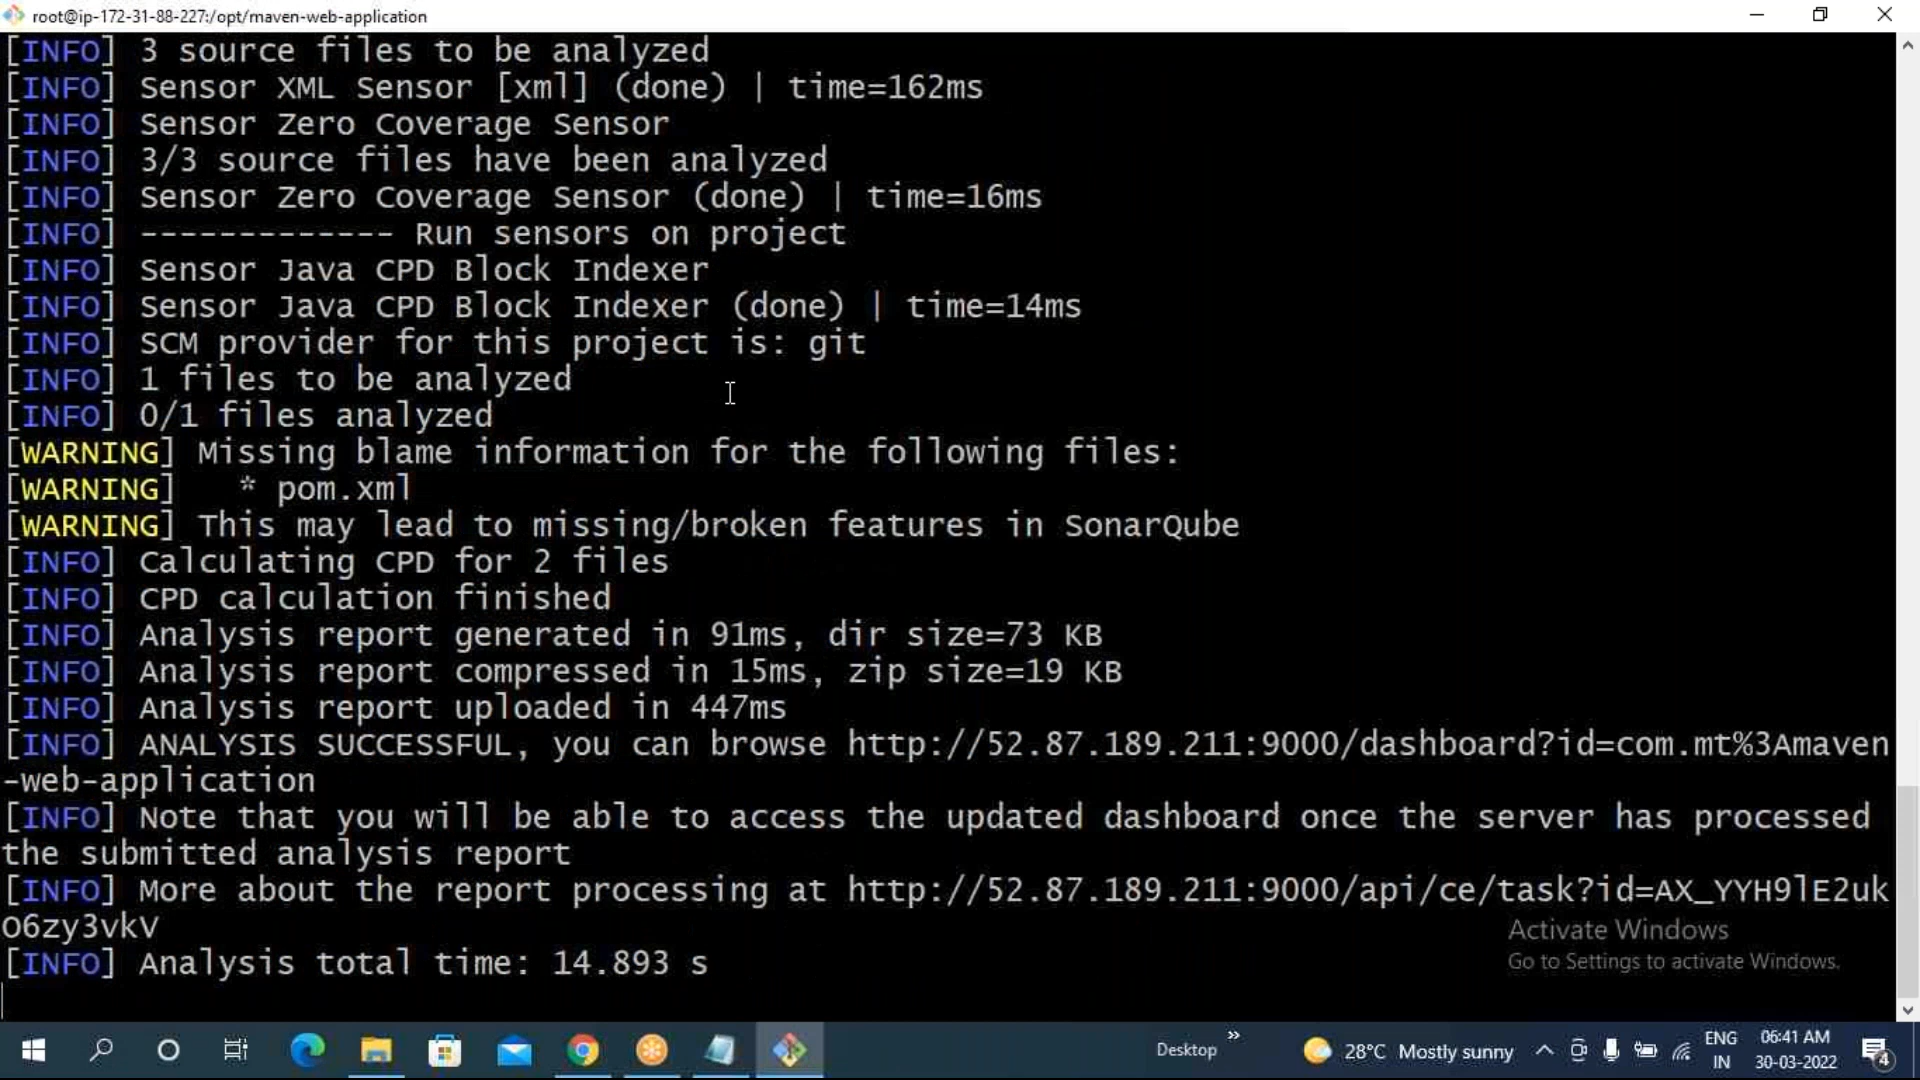 root@ip-172-31-88-227:/opt/maven-web-application
[INFO] 3 source files to be analyzed
[INFO] Sensor XML Sensor [xml] (done) | time=162ms
[INFO] Sensor Zero Coverage Sensor
[INFO] 3/3 source files have been analyzed
[INFO] Sensor Zero Coverage Sensor (done) | time=16ms
[INFO] ------------- Run sensors on project
[INFO] Sensor Java CPD Block Indexer
[INFO] Sensor Java CPD Block Indexer (done) | time=14ms
[INFO] SCM provider for this project is: git
[INFO] 1 files to be analyzed
[INFO] 0/1 files analyzed
[WARNING] Missing blame information for the following files:
[WARNING]   * pom.xml
[WARNING] This may lead to missing/broken features in SonarQube
[INFO] Calculating CPD for 2 files
[INFO] CPD calculation finished
[INFO] Analysis report generated in 91ms, dir size=73 KB
[INFO] Analysis report compressed in 15ms, zip size=19 KB
[INFO] Analysis report uploaded in 447ms
[INFO] ANALYSIS SUCCESSFUL, you can browse http://52.87.189.211:9000/dashboard?id=com.mt%3Amaven
-web-application
[INFO] Note that you will be able to access the updated dashboard once the server has processed
the submitted analysis report
[INFO] More about the report processing at http://52.87.189.211:9000/api/ce/task?id=AX_YYH9lE2uk
O6zy3vkV
[INFO] Analysis total time: 14.893 s
Activate Windows
Go to Settings to activate Windows.
Desktop
28°C Mostly sunny
ENG
IN
06:41 AM
30-03-2022
4